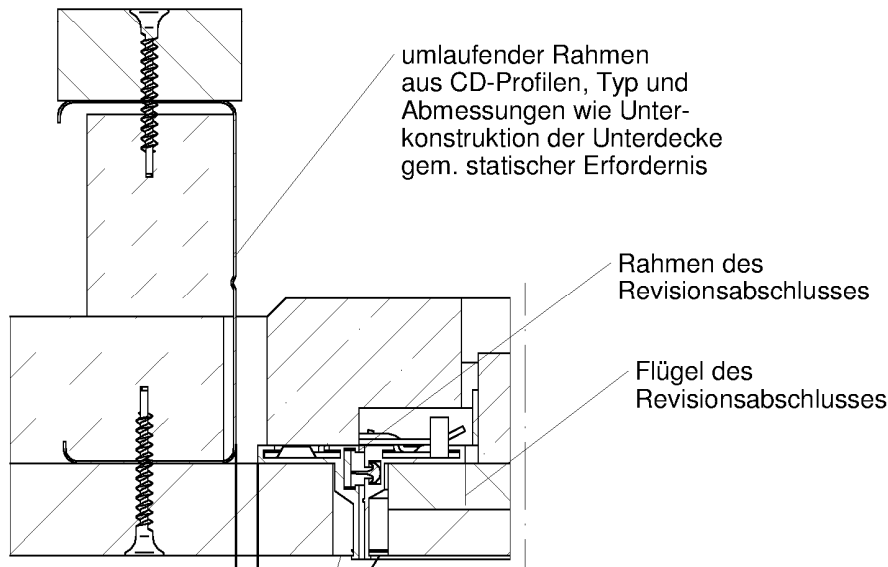 umlaufender Rahmen
aus CD-Profilen, Typ und
Abmessungen wie Unter-
konstruktion der Unterdecke
gem. statischer Erfordernis
Rahmen des
Revisionsabschlusses
Flügel des
Revisionsabschlusses